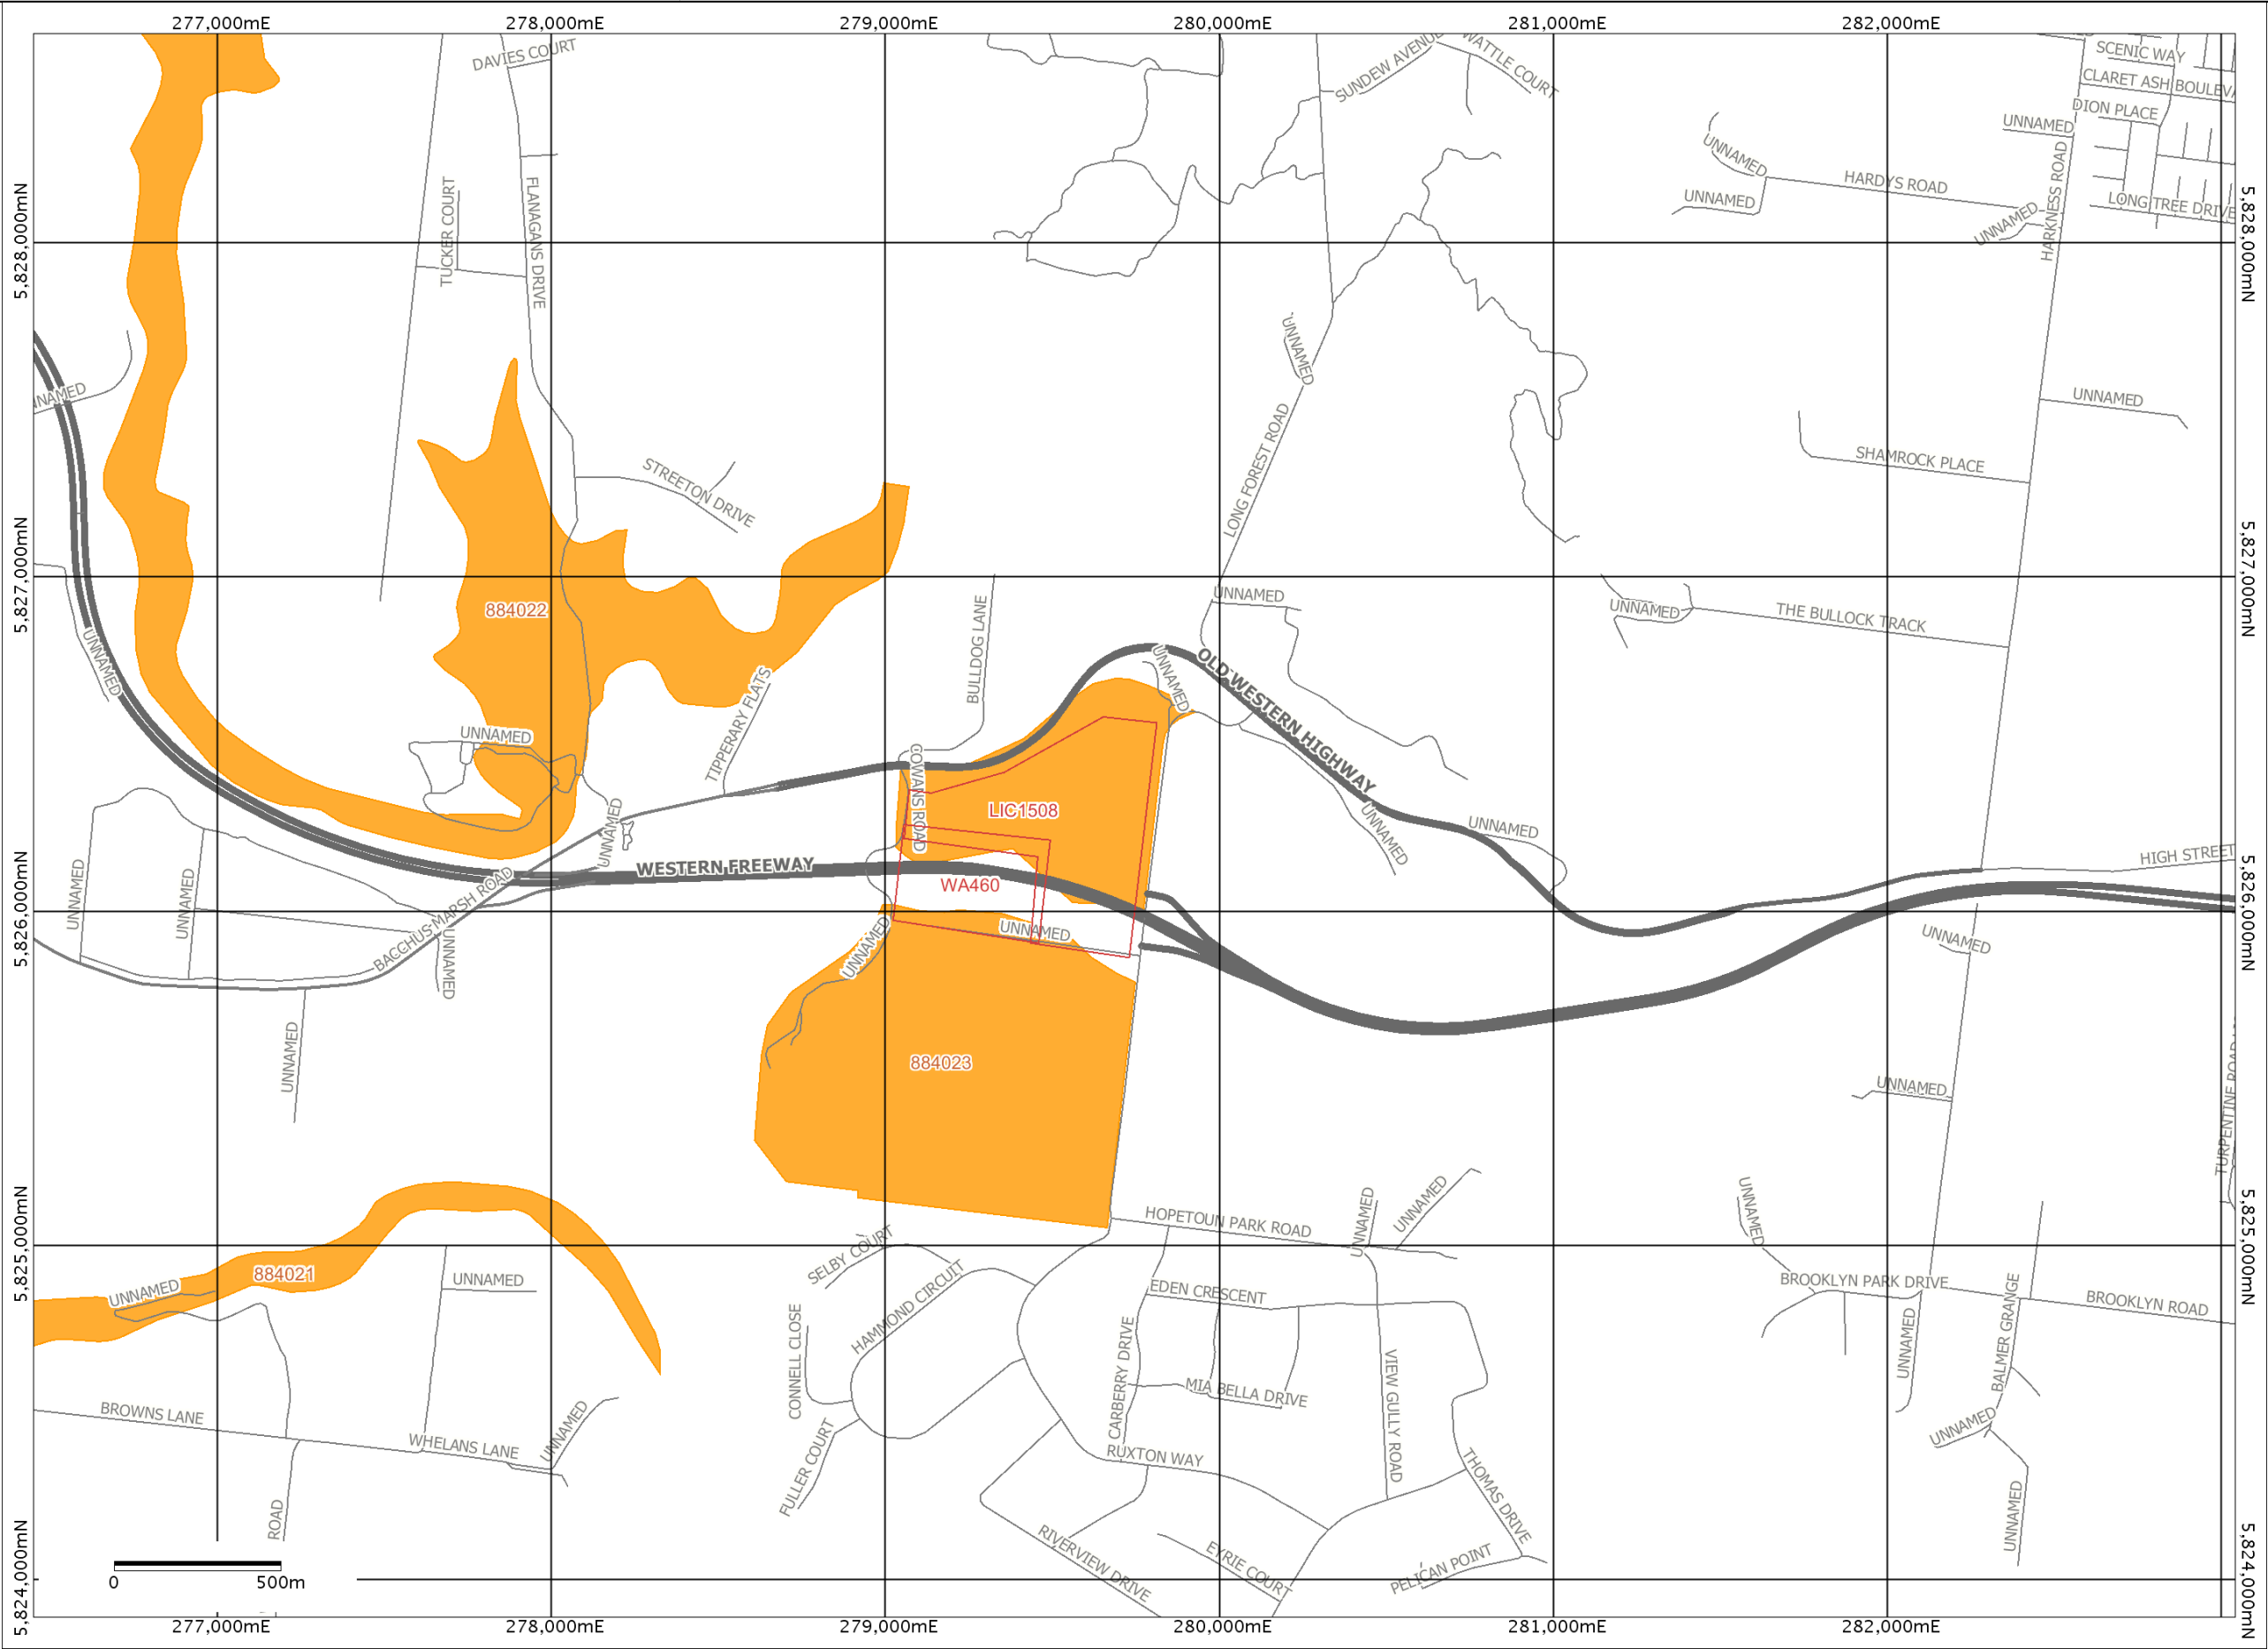 277,000mE
278,000mE
279,000mE
280,000mE
281,000mE
282,000mE
DAVIES COURT
SUNDEW AVENUE
WATTLE COURT
SCENIC WAY
CLARET ASH BOULEVA
DION PLACE
UNNAMED
UNNAMED
HARDYS ROAD
UNNAMED
LONG TREE DRIVE
UNNAMED
HARKNESS ROAD
TUCKER COURT
FLANAGANS DRIVE
5,828,000mN
5,828,000mN
UNNAMED
NNAMED
UNNAMED
LONG FOREST ROAD
SHAMROCK PLACE
STREETON DRIVE
5,827,000mN
5,827,000mN
884022
UNNAMED
UNNAMED
THE BULLOCK TRACK
BULLDOG LANE
UNNAMED
UNNAMED
OLD WESTERN HIGHWAY
TIPPERARY FLATS
UNNAMED
COWANS ROAD
LIC1508
UNNAMED
UNNAMED
UNNAMED
HIGH STREET
WESTERN FREEWAY
WA460
UNNAMED
UNNAMED
BACCHUS MARSH ROAD
UNNAMED
UNNAMED
UNNAMED
UNNAMED
5,826,000mN
5,826,000mN
884023
UNNAMED
UNNAMED
TURPENTINE ROAD
HOPETOUN PARK ROAD
UNNAMED
UNNAMED
UNNAMED
5,825,000mN
5,825,000mN
884021
UNNAMED
UNNAMED
SELBY COURT
HAMMOND CIRCUIT
EDEN CRESCENT
BROOKLYN PARK DRIVE
BROOKLYN ROAD
BALMER GRANGE
UNNAMED
CONNELL CLOSE
CARBERRY DRIVE
VIEW GULLY ROAD
MIA BELLA DRIVE
BROWNS LANE
WHELANS LANE
UNNAMED
FULLER COURT
RUXTON WAY
THOMAS DRIVE
UNNAMED
UNNAMED
ROAD
RIVERVIEW DRIVE
EYRIE COURT
PELICAN POINT
0
500m
5,824,000mN
5,824,000mN
277,000mE
278,000mE
279,000mE
280,000mE
281,000mE
282,000mE